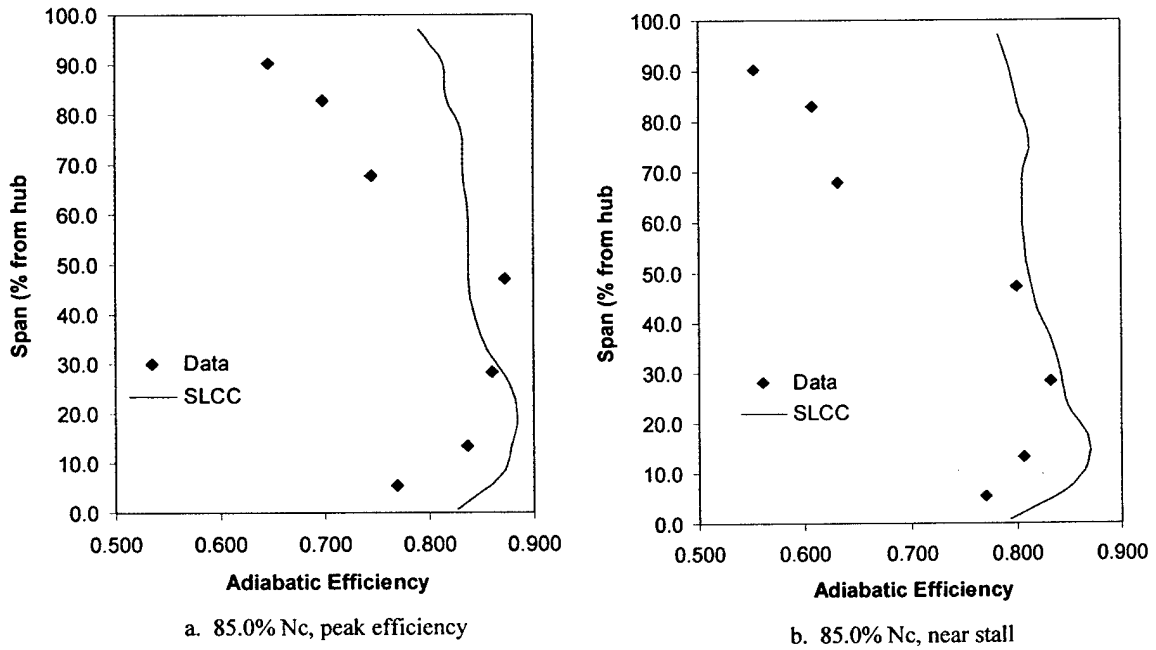 100.0
90.0
80.0
70.0
60.0
50.0
40.0
30.0
20.0
10.0
0.0
Span (% from hub
Data
SLCC
0.500 0.600 0.700 0.800 0.900
Adiabatic Efficiency
a. 85.0% Nc, peak efficiency
100.0
90.0
80.0
70.0
60.0
50.0
40.0
30.0
20.0
10.0
0.0
Span (% from hub
Data
SLCC
0.500 0.600 0.700 0.800 0.900
Adiabatic Efficiency
b. 85.0% Nc, near stall